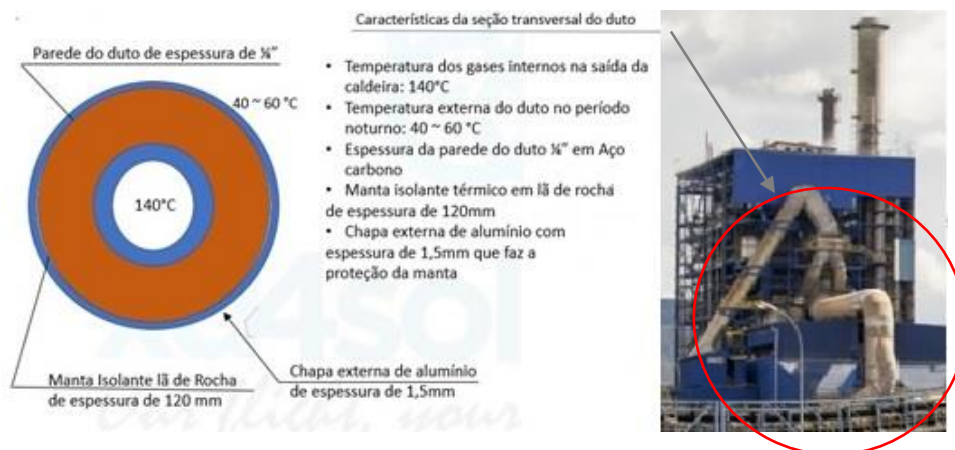 Características da seção transversal do duto
Parede do duto de espessura de ¼”
40 ~ 60 °C
140°C
• Temperatura dos gases internos na saída da
caldeira: 140°C
• Temperatura externa do duto no período
noturno: 40 ~ 60 °C
• Espessura da parede do duto ¼” em Aço
carbono
• Manta isolante térmico em lã de rocha
de espessura de 120mm
• Chapa externa de alumínio com
espessura de 1,5mm que faz a
proteção da manta
Manta Isolante lã de Rocha
de espessura de 120 mm
Chapa externa de alumínio
de espessura de 1,5mm
4sol